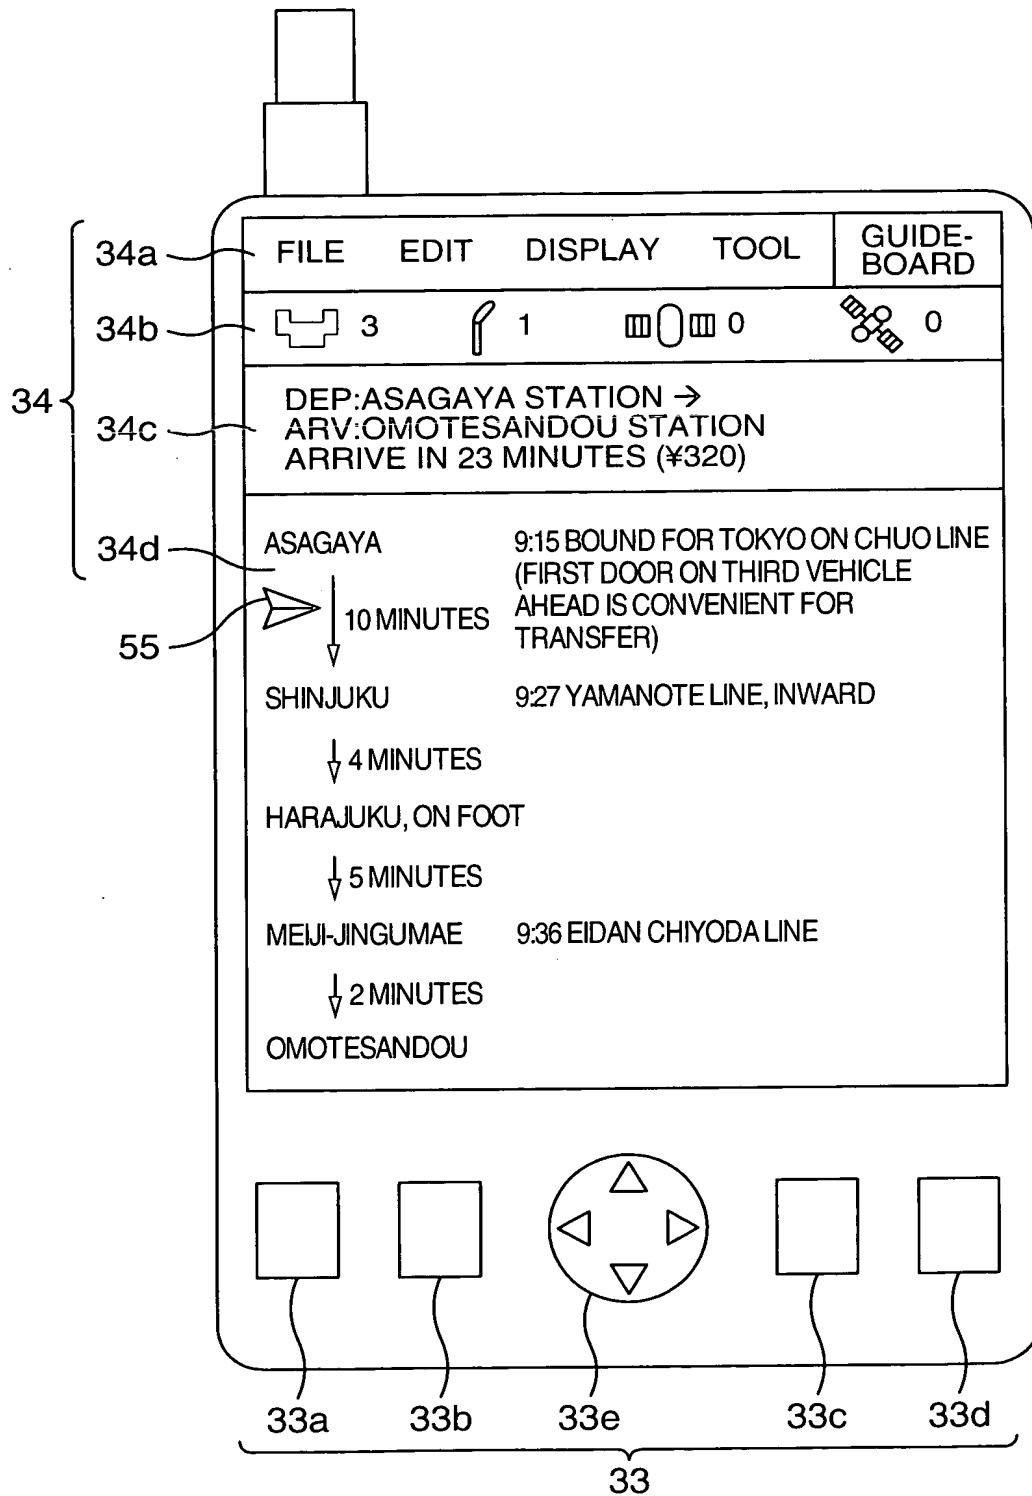 34a FILE EDIT DISPLAY TOOL GUIDE-
BOARD
34b 3 1 0 0
34
34c DEP:ASAGAYA STATION →
ARV:OMOTESANDOU STATION
ARRIVE IN 23 MINUTES (¥320)
34d ASAGAYA 9:15 BOUND FOR TOKYO ON CHUO LINE
(FIRST DOOR ON THIRD VEHICLE
55 10 MINUTES AHEAD IS CONVENIENT FOR
TRANSFER)
SHINJUKU 9:27 YAMANOTE LINE, INWARD
4 MINUTES
HARAJUKU, ON FOOT
5 MINUTES
MEIJI-JINGUMAE 9:36 EIDAN CHIYODA LINE
2 MINUTES
OMOTESANDOU
33a 33b 33e 33c 33d
33